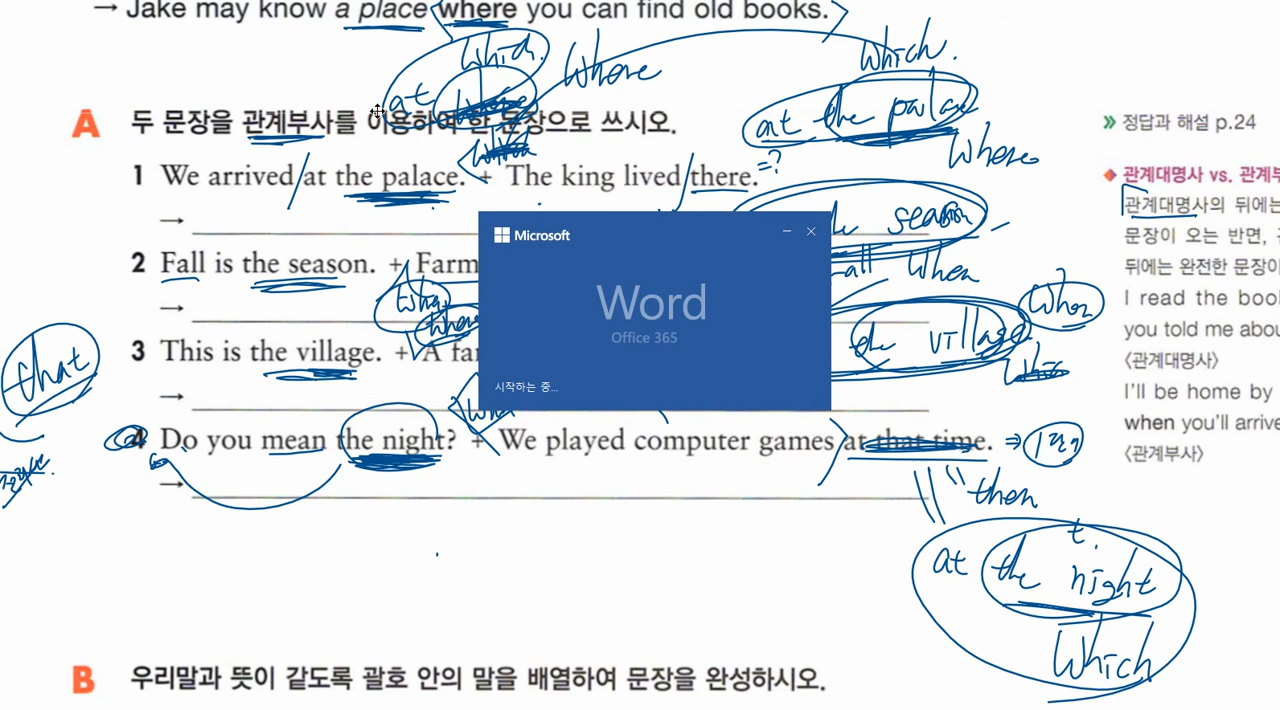 → Jake may know a place where you can find old books.
which.
where
which.
at
at the palace
where
A 두 문장을 관계부사를 이용하여 한 문장으로 쓰시오.
» 정답과 해설 p.24
=?
1 We arrived at the palace. + The king lived there.
→
관계대명사 vs. 관계부
관계대명사의 뒤에는
문장이 오는 반면,
뒤에는 완전한 문장이
season
when
Microsoft
Word
Office 365
시작하는 중...
2 Fall is the season. + Farm
→
I read the boo
you told me abou
〈관계대명사〉
the village
when
3 This is the village. + A fa
→
that
I'll be home by
when you'll arrive
〈관계부사〉
4 Do you mean the night? + We played computer games at that time.
→
" then
at the night
t.
which
B 우리말과 뜻이 같도록 괄호 안의 말을 배열하여 문장을 완성하시오.